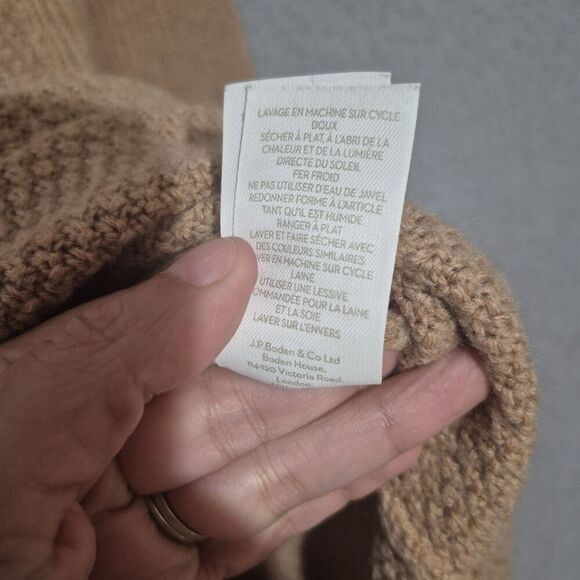 LAVAGE EN MACHINE SUR CYCLE
DOUX
SÉCHER À PLAT, À L'ABRI DE LA
CHALEUR ET DE LA LUMIÈRE
DIRECTE DU SOLEIL
FER FROID
NE PAS UTILISER D'EAU DE JAVEL
REDONNER FORME À L'ARTICLE
TANT QU'IL EST HUMIDE
RANGER À PLAT
LAVER ET FAIRE SÉCHER AVEC
DES COULEURS SIMILAIRES
VER EN MACHINE SUR CYCLE
LAINE,
UTILISER UNE LESSIVE
OMMANDÉE POUR LA LAINE
ET LA SOIE
LAVER SUR L'ENVERS
J.P.Boden & Co Ltd
Boden House,
114-120 Victoria Road,
London,